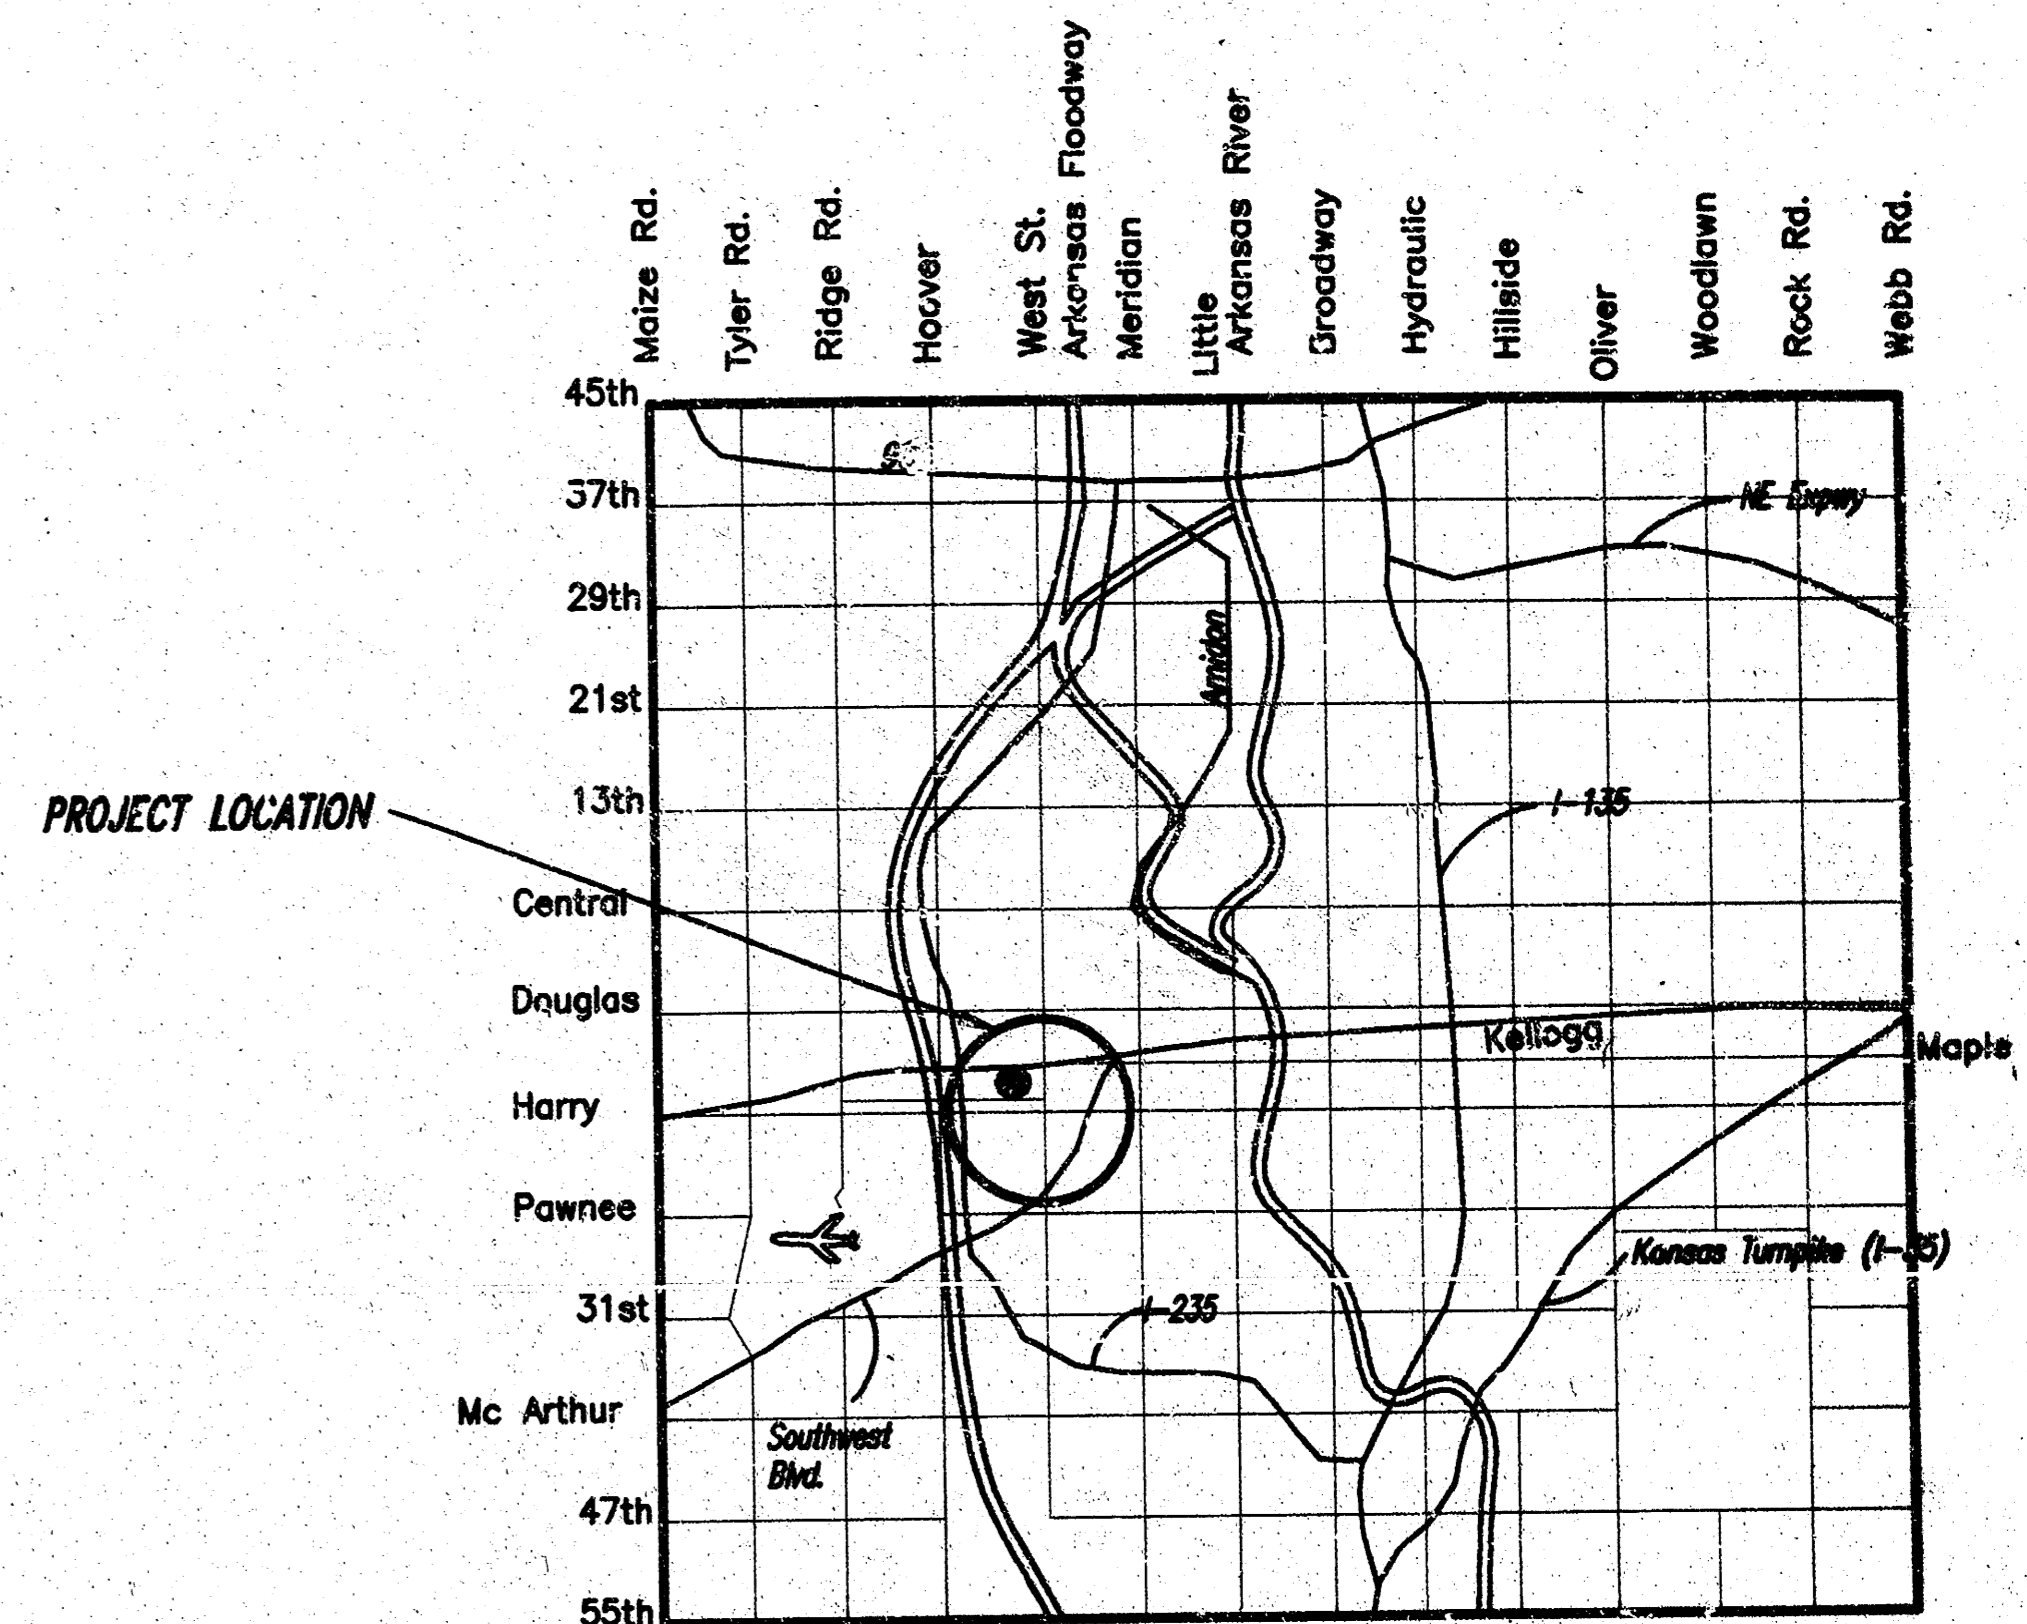 Maize Rd.
Tyler Rd.
Ridge Rd.
Hoover
West St.
Arkansas Floodway
Meridian
Little
Arkansas River
Broadway
Hydraulic
Hillside
Oliver
Woodlawn
Rock Rd.
Webb Rd.
45th
37th
NE Expwy
29th
Amidon
21st
13th
PROJECT LOCATION
I-135
Central
Douglas
Kellogg
Maple
Harry
Pawnee
Kansas Turnpike (I-35)
31st
I-235
Mc Arthur
Southwest
Blvd.
47th
55th